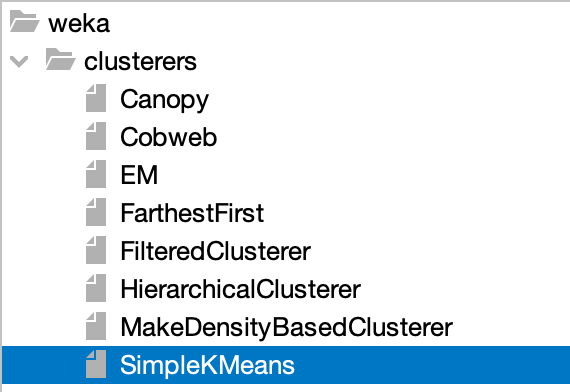 weka
clusterers
Canopy
Cobweb
EM
FarthestFirst
FilteredClusterer
HierarchicalClusterer
MakeDensityBasedClusterer
SimpleKMeans